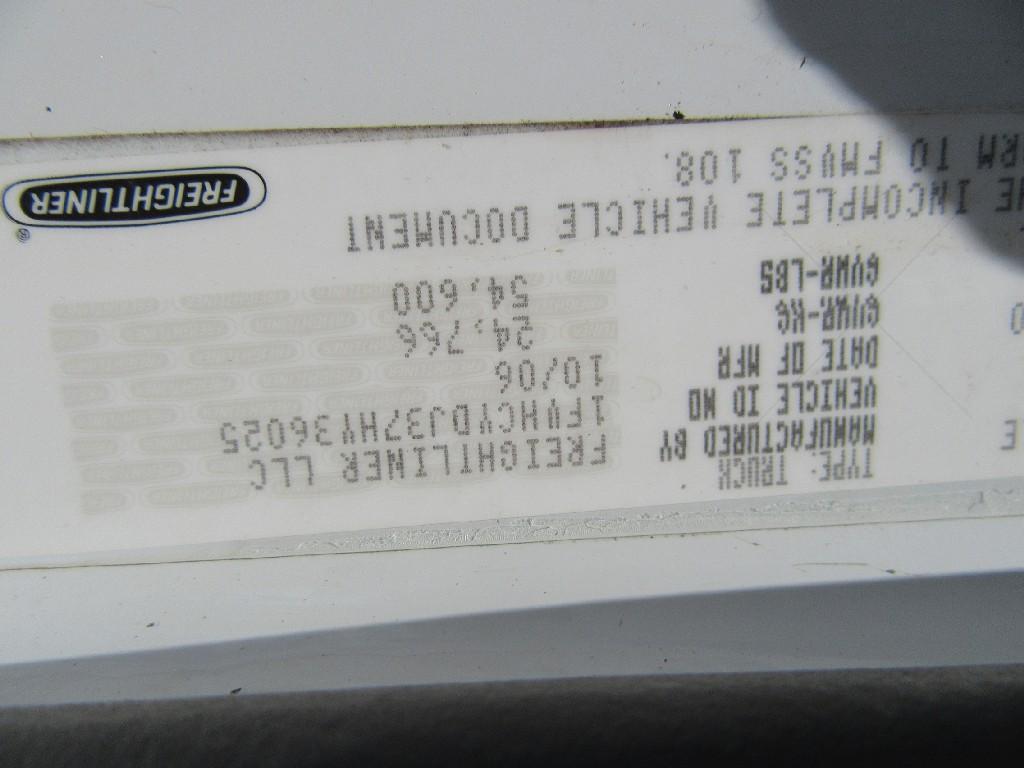 TYPE: TRUCK
MANUFACTURED BY FREIGHTLINER LLC
VEHICLE ID NO 1FVHCYDJ37HY36025
DATE OF MFR 10/06
GVWR-KG 24,766
GVWR-LBS 54,600
INCOMPLETE VEHICLE DOCUMENT
RM TO FMVSS 108.
FREIGHTLINER®